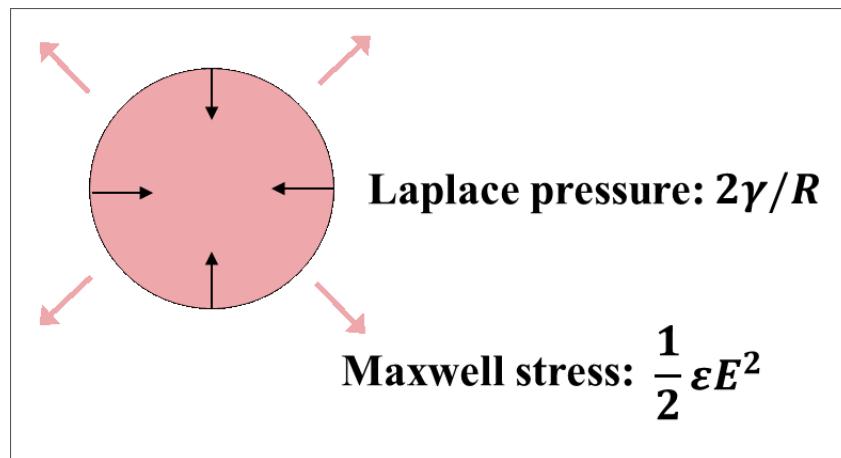 Laplace pressure: 2γ/R
Maxwell stress: 1/2 εE²